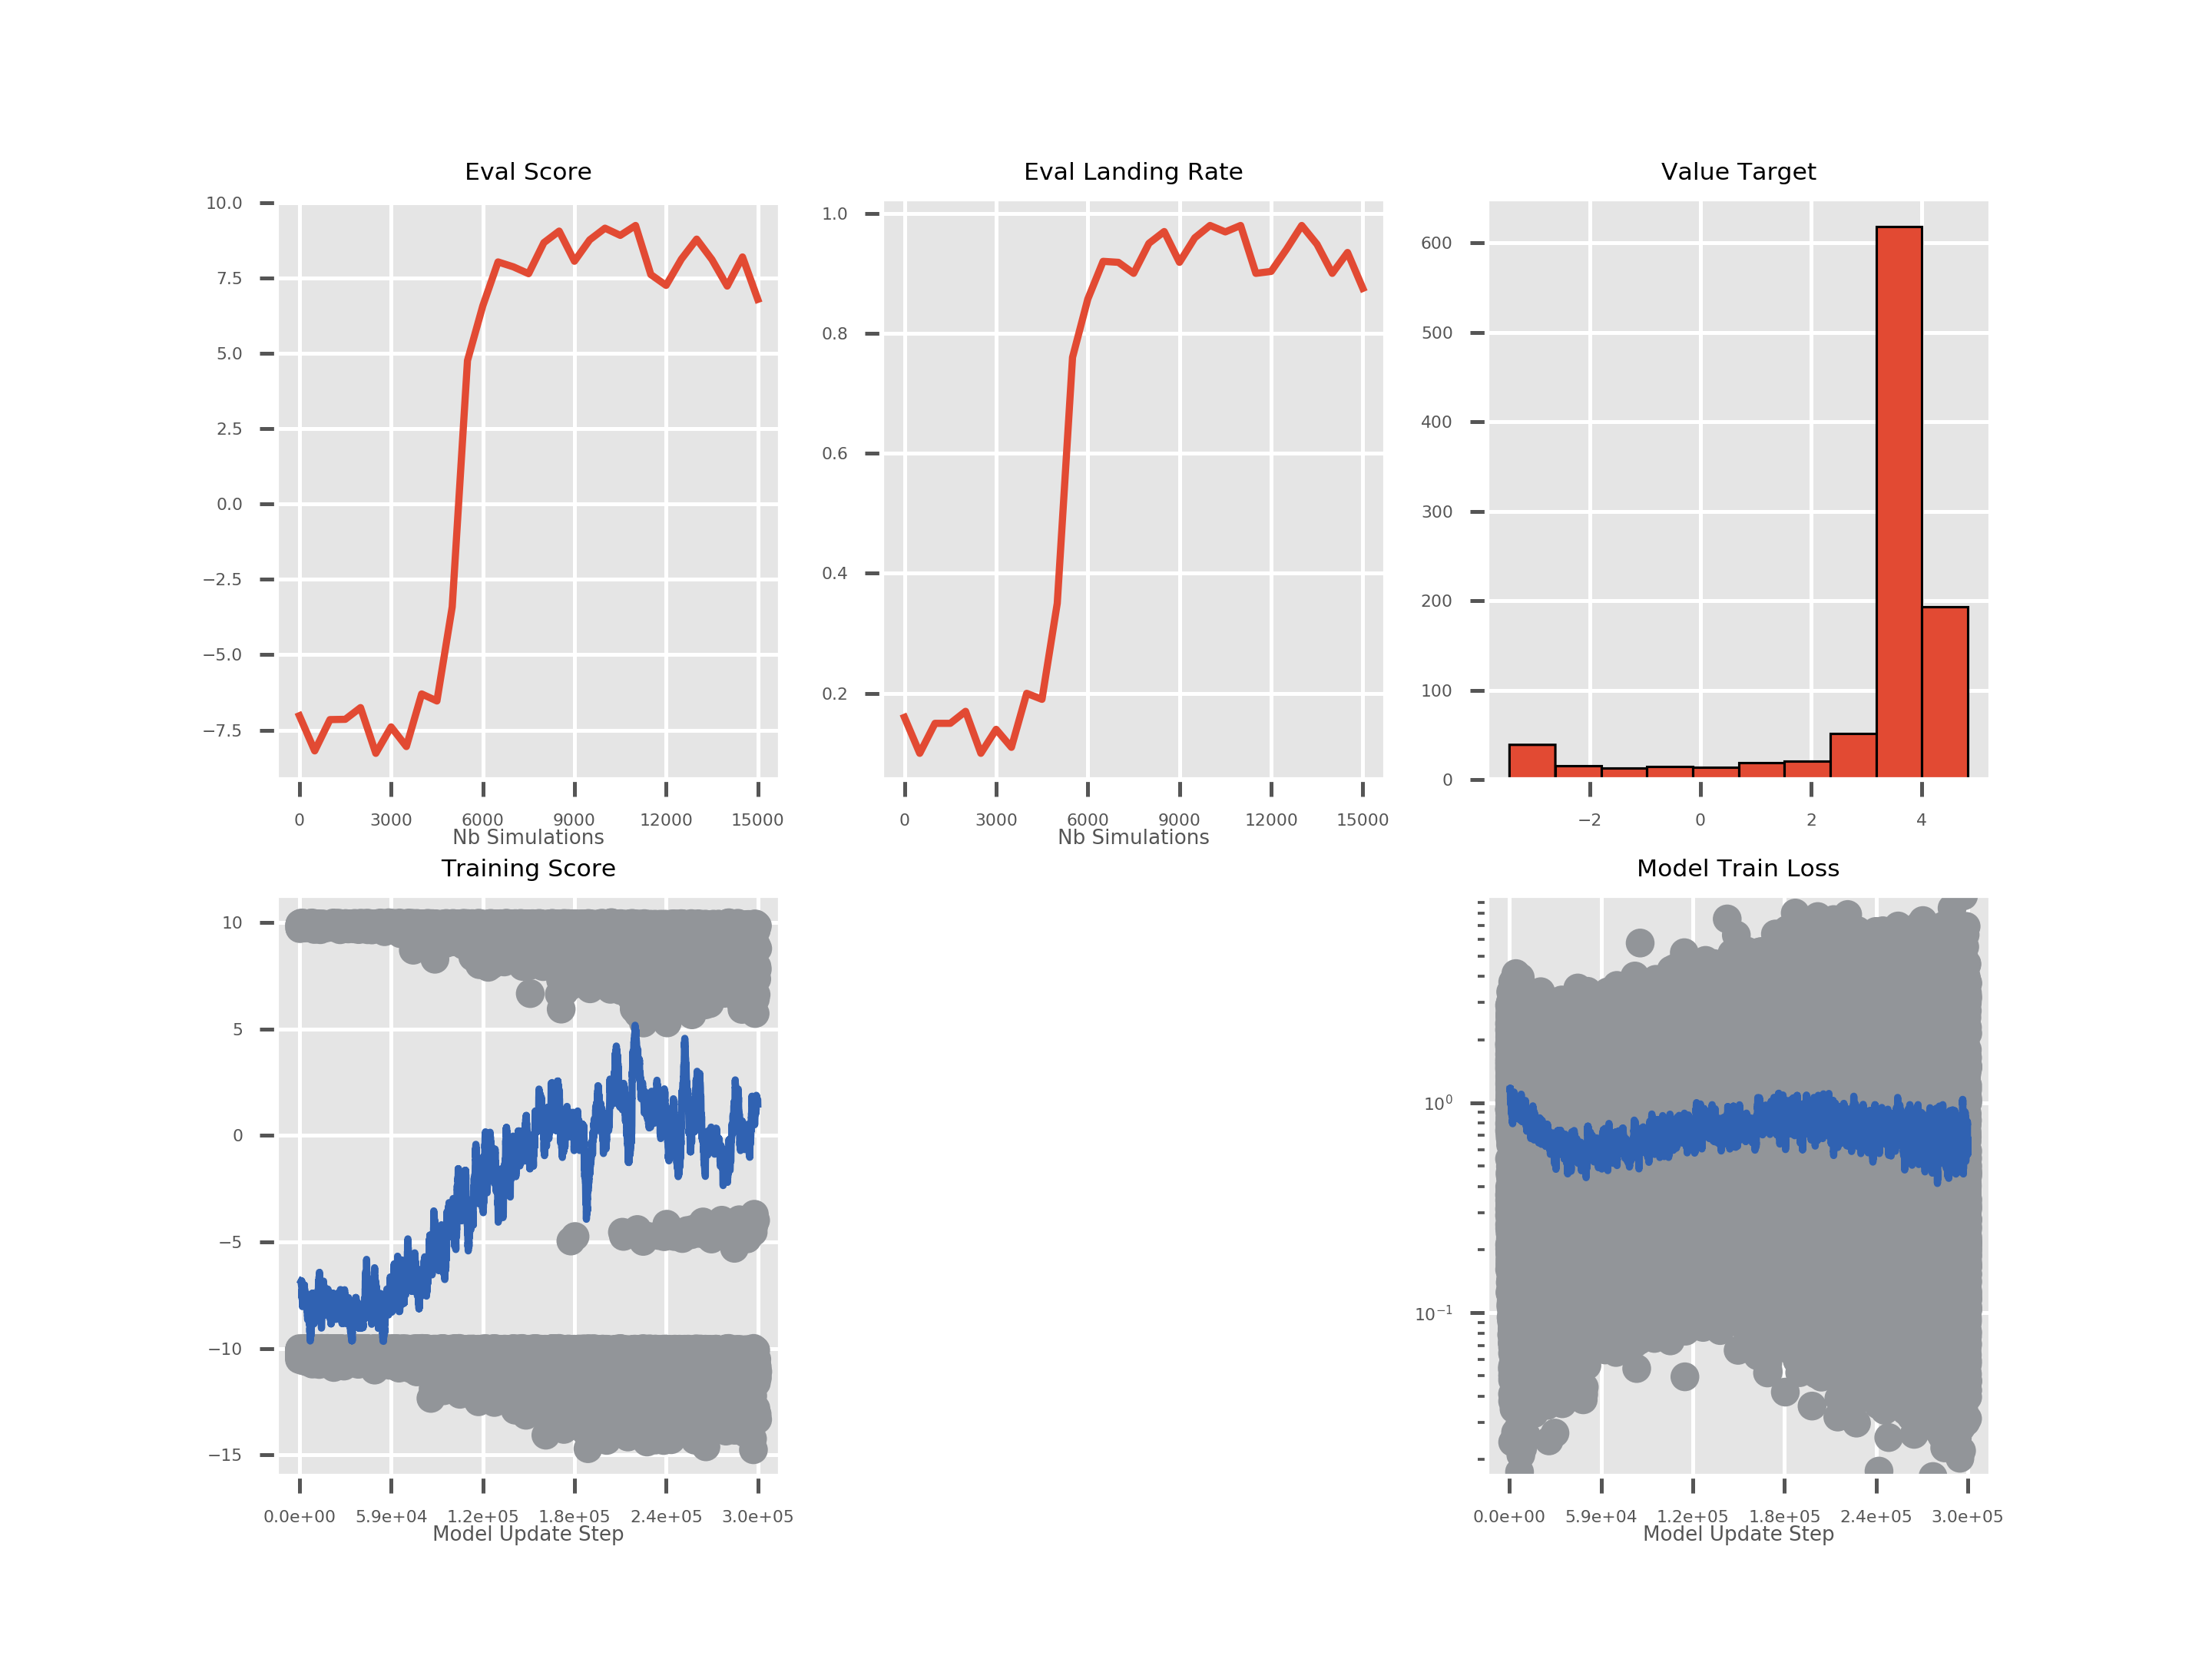 Eval Score
10.0
7.5
5.0
2.5
0.0
−2.5
−5.0
−7.5
0 3000 6000 9000 12000 15000
Nb Simulations
Eval Landing Rate
1.0
0.8
0.6
0.4
0.2
0 3000 6000 9000 12000 15000
Nb Simulations
Value Target
600
500
400
300
200
100
0
−2 0 2 4
Training Score
10
5
0
−5
−10
−15
0.0e+00 5.9e+04 1.2e+05 1.8e+05 2.4e+05 3.0e+05
Model Update Step
Model Train Loss
10⁰
10⁻¹
0.0e+00 5.9e+04 1.2e+05 1.8e+05 2.4e+05 3.0e+05
Model Update Step